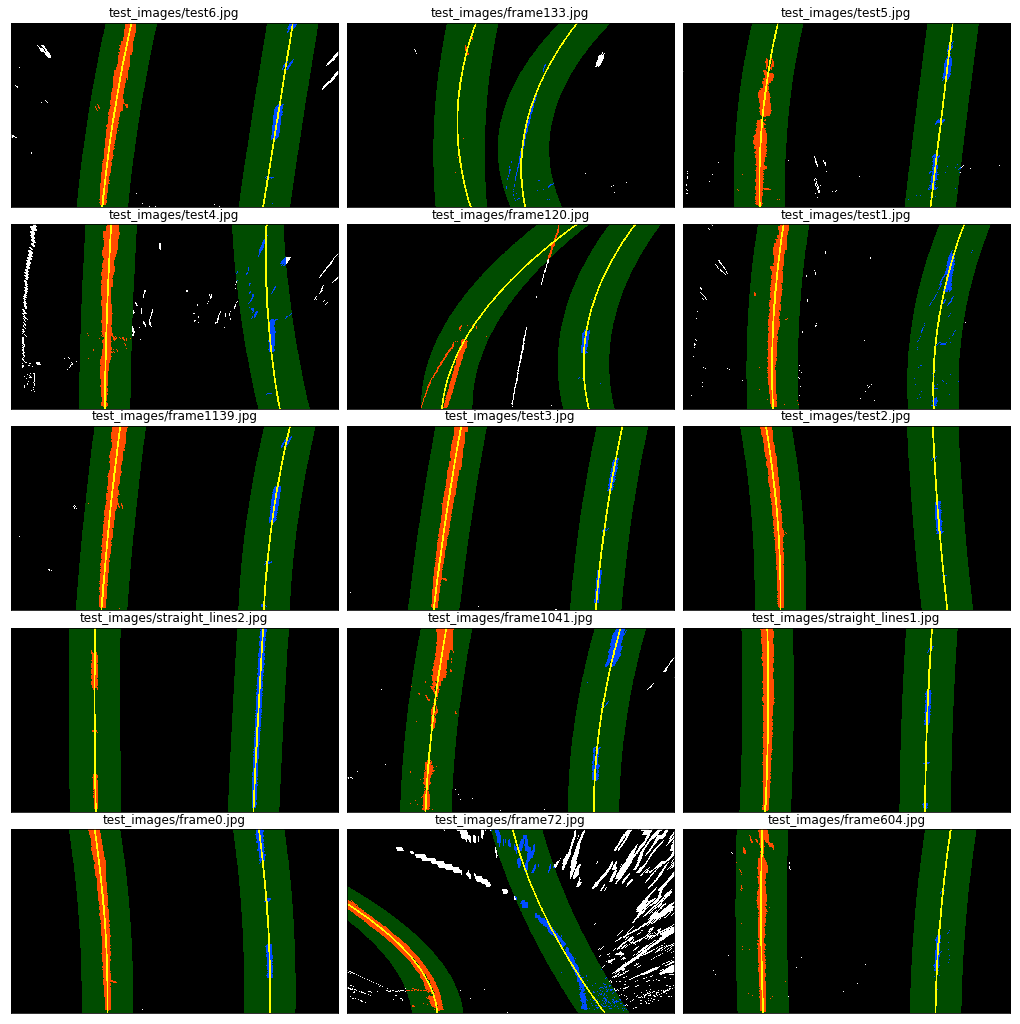 test_images/test6.jpg
test_images/frame133.jpg
test_images/test5.jpg
test_images/test4.jpg
test_images/frame120.jpg
test_images/test1.jpg
test_images/frame1139.jpg
test_images/test3.jpg
test_images/test2.jpg
test_images/straight_lines2.jpg
test_images/frame1041.jpg
test_images/straight_lines1.jpg
test_images/frame0.jpg
test_images/frame72.jpg
test_images/frame604.jpg